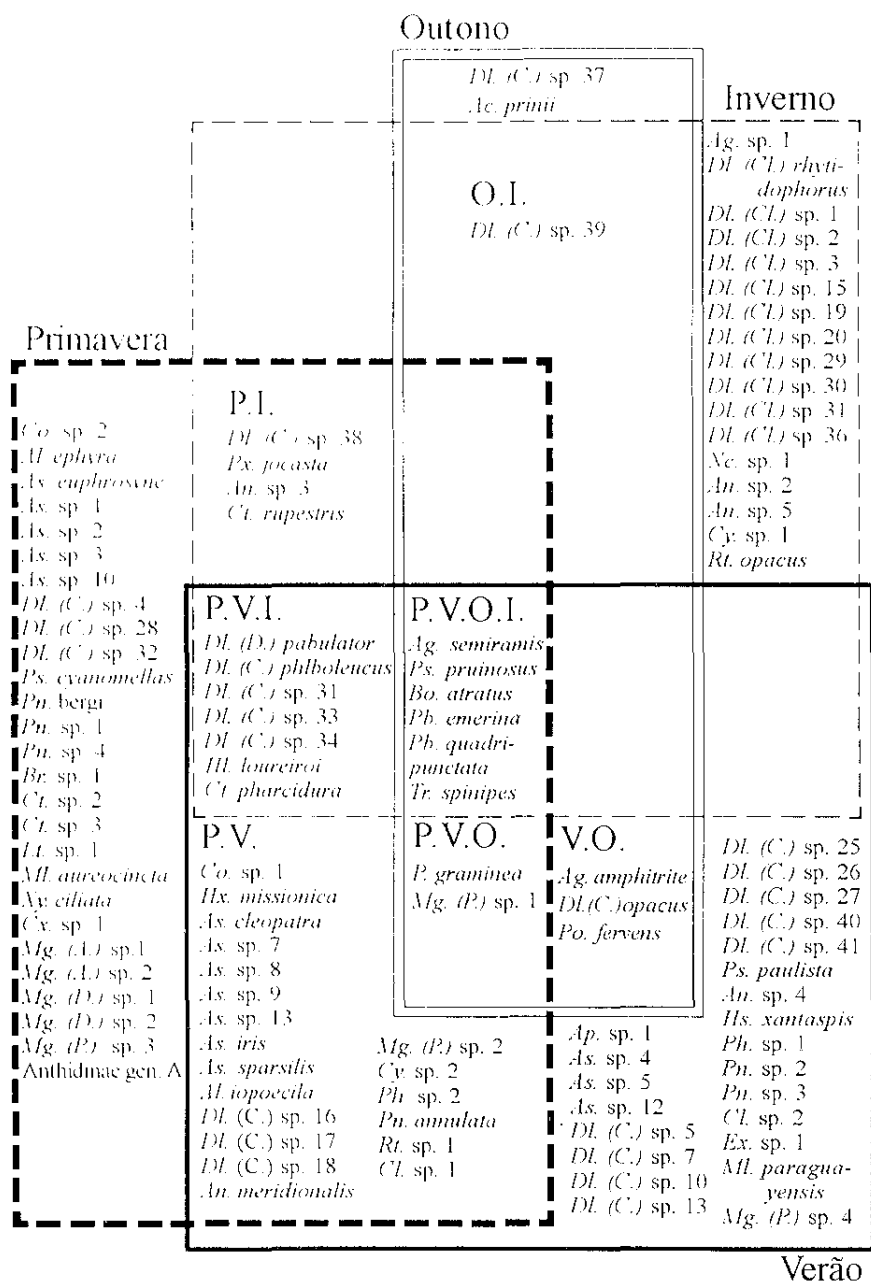 Outono
Dl. (C.) sp. 37
Ac. prinii
Inverno
Ag. sp. 1
Dl. (Cl.) rhyti-
dophorus
Dl. (Cl.) sp. 1
Dl. (Cl.) sp. 2
Dl. (Cl.) sp. 3
Dl. (Cl.) sp. 15
Dl. (Cl.) sp. 19
Dl. (Cl.) sp. 20
Dl. (Cl.) sp. 29
Dl. (Cl.) sp. 30
Dl. (Cl.) sp. 31
Dl. (Cl.) sp. 36
Nc. sp. 1
An. sp. 2
An. sp. 5
Cy. sp. 1
Rt. opacus
O.I.
Dl. (C.) sp. 39
Primavera
Co. sp. 2
Al. ephyra
As. euphrosyne
As. sp. 1
As. sp. 2
As. sp. 3
As. sp. 10
Dl. (C.) sp. 4
Dl. (C.) sp. 28
Dl. (C.) sp. 32
Ps. cyanomellas
Pn. bergi
Pn. sp. 1
Pn. sp. 4
Br. sp. 1
Ct. sp. 2
Ct. sp. 3
Lt. sp. 1
Ml. aureocincta
Ny. ciliata
Cx. sp. 1
Mg. (A.) sp.1
Mg. (A.) sp. 2
Mg. (D.) sp. 1
Mg. (D.) sp. 2
Mg. (P.) sp. 3
Anthidinae gen. A
P.I.
Dl. (C.) sp. 38
Px. jocasta
An. sp. 3
Ct. rupestris
P.V.I.
Dl. (D.) pabulator
Dl. (C.) phlboleucus
Dl. (C.) sp. 31
Dl. (C.) sp. 33
Dl. (C.) sp. 34
Hl. loureiroi
Ct. pharcidura
P.V.O.I.
Ag. semiramis
Ps. pruinosus
Bo. atratus
Pb. emerina
Pb. quadri-
punctata
Tr. spinipes
P.V.
Co. sp. 1
Hx. missionica
As. cleopatra
As. sp. 7
As. sp. 8
As. sp. 9
As. sp. 13
As. iris
As. sparsilis
Al. iopoecila
Dl. (C.) sp. 16
Dl. (C.) sp. 17
Dl. (C.) sp. 18
An. meridionalis
Mg. (P.) sp. 2
Cy. sp. 2
Ph. sp. 2
Pn. annulata
Rt. sp. 1
Cl. sp. 1
P.V.O.
P. graminea
Mg. (P.) sp. 1
V.O.
Ag. amphitrite
Dl.(C.)opacus
Po. fervens
Ap. sp. 1
As. sp. 4
As. sp. 5
As. sp. 12
Dl. (C.) sp. 5
Dl. (C.) sp. 7
Dl. (C.) sp. 10
Dl. (C.) sp. 13
Dl. (C.) sp. 25
Dl. (C.) sp. 26
Dl. (C.) sp. 27
Dl. (C.) sp. 40
Dl. (C.) sp. 41
Ps. paulista
An. sp. 4
Hs. xantaspis
Ph. sp. 1
Pn. sp. 2
Pn. sp. 3
Cl. sp. 2
Ex. sp. 1
Ml. paragua-
yensis
Mg. (P.) sp. 4
Verão